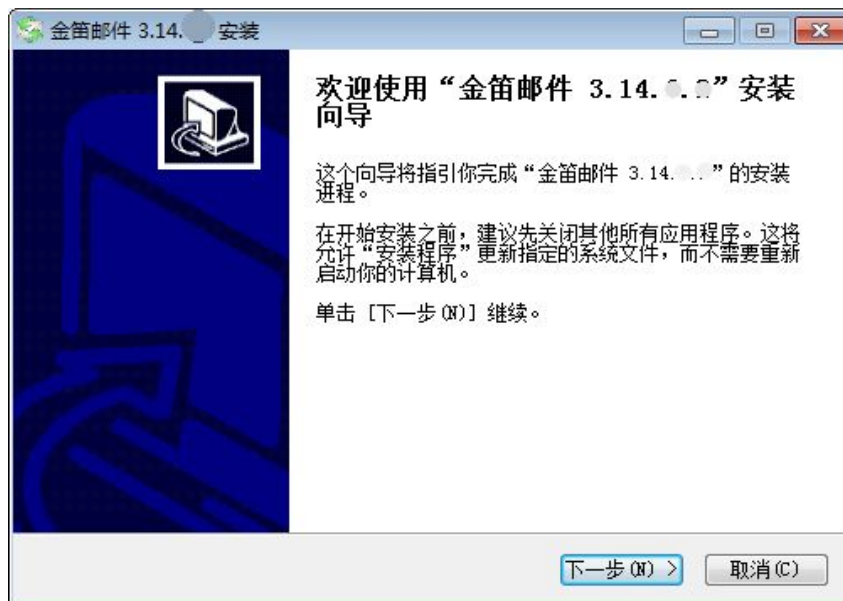 金笛邮件 3.14. 安装
欢迎使用“金笛邮件 3.14. ”安装
向导
这个向导将指引你完成“金笛邮件 3.14. ”的安装
进程。
在开始安装之前，建议先关闭其他所有应用程序。这将
允许“安装程序”更新指定的系统文件，而不需要重新
启动你的计算机。
单击 [下一步(N)] 继续。
下一步(N) >
取消(C)